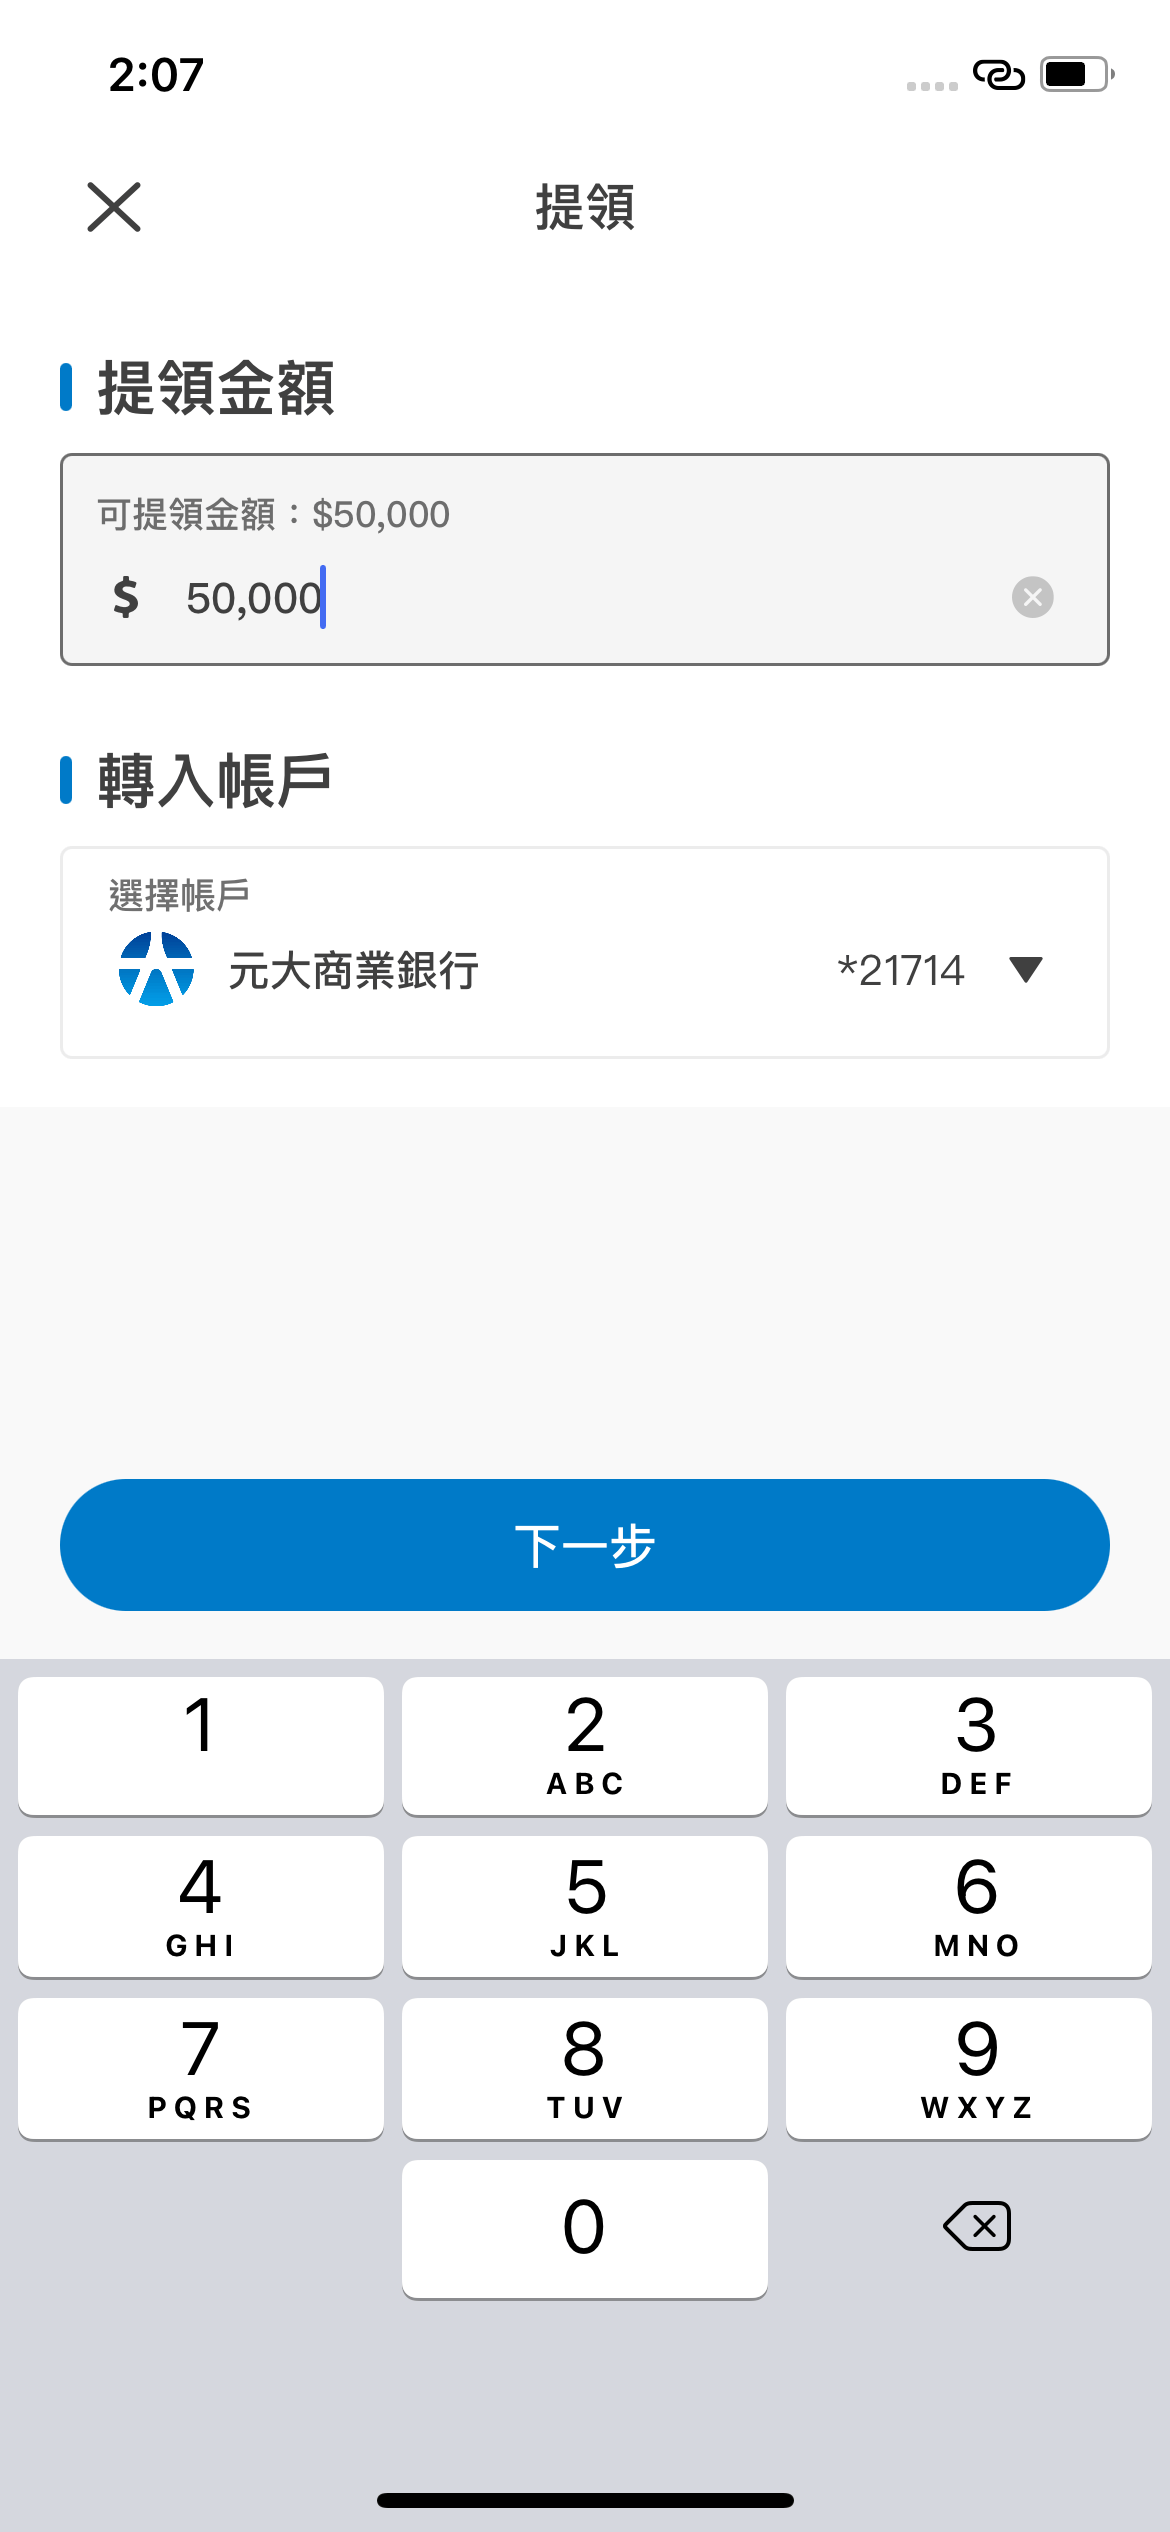 2:07
提領
提領金額
可提領金額：$50,000
$ 50,000
轉入帳戶
選擇帳戶
元大商業銀行 *21714
下一步
1 2 3
ABC DEF
4 5 6
GHI JKL MNO
7 8 9
PQRS TUV WXYZ
0